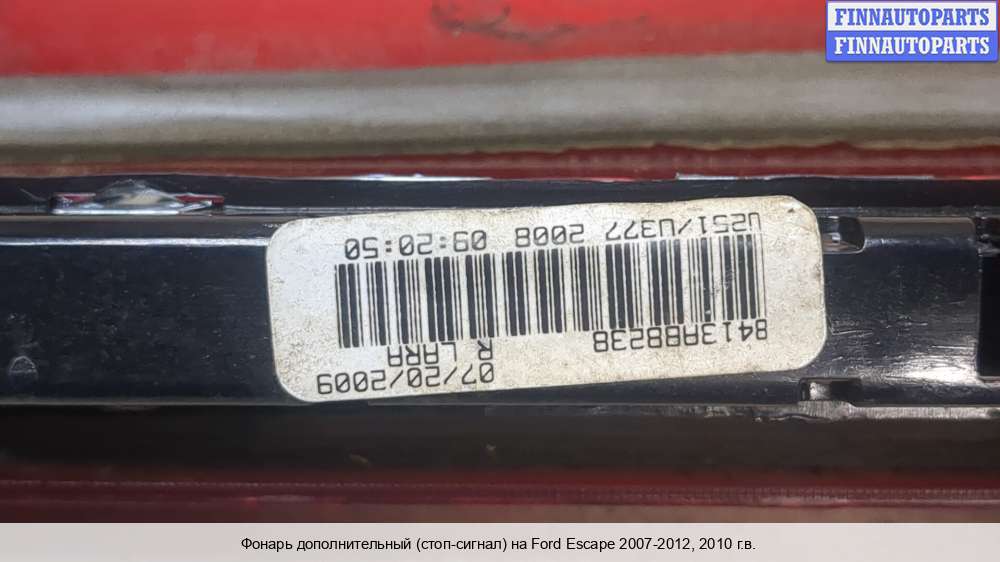 FINNAUTOPARTS
FINNAUTOPARTS
07/20/2009
R LARA
8413A88238
U251/U377 2008 09:20:50
Фонарь дополнительный (стоп-сигнал) на Ford Escape 2007-2012, 2010 г.в.